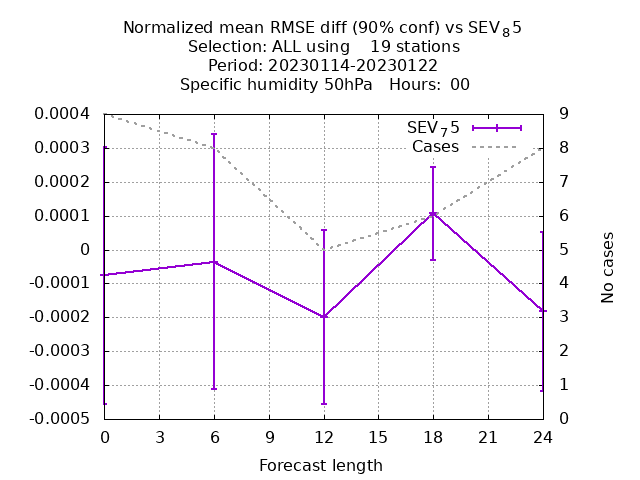 Normalized mean RMSE diff (90% conf) vs SEV₈5
Selection: ALL using    19 stations
Period: 20230114-20230122
Specific humidity 50hPa   Hours: 00
SEV₇5
Cases
0.0004
0.0003
0.0002
0.0001
0
-0.0001
-0.0002
-0.0003
-0.0004
-0.0005
9
8
7
6
5
4
3
2
1
0
No cases
0 3 6 9 12 15 18 21 24
Forecast length